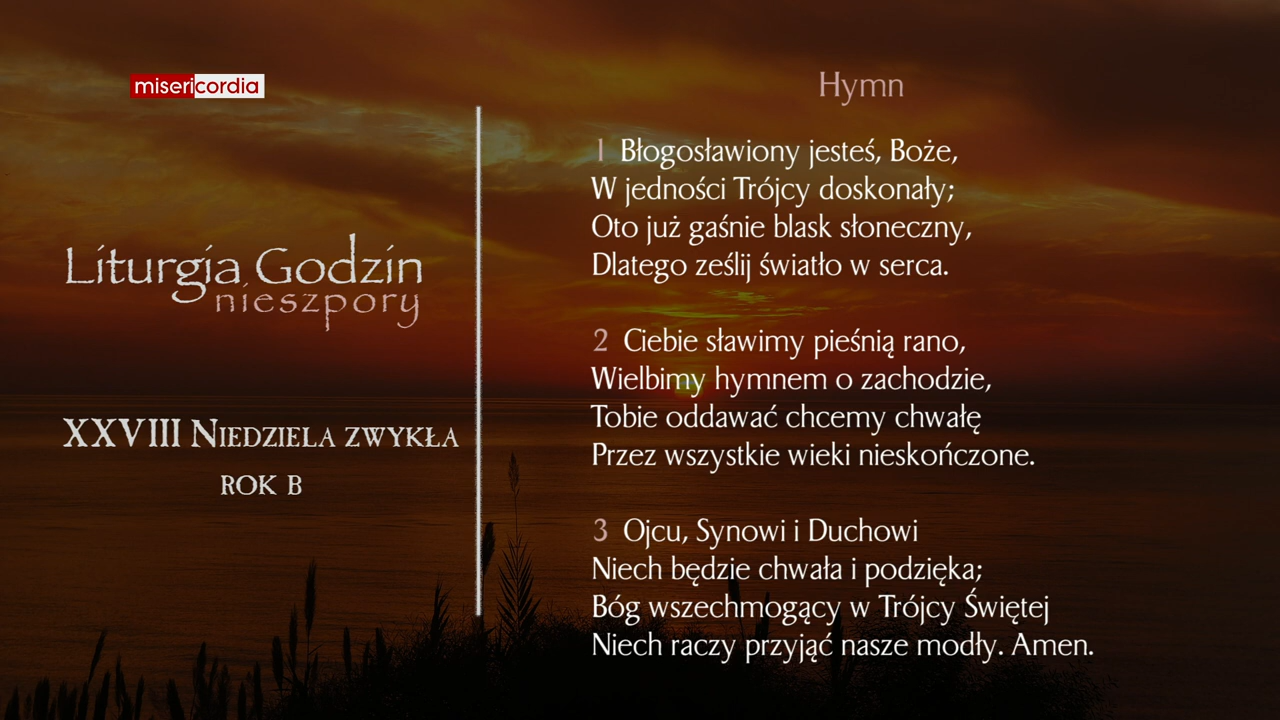 misericordia
Liturgia Godzin
nieszpory
XXVIII Niedziela zwykła
rok B
Hymn
1 Błogosławiony jesteś, Boże,
W jedności Trójcy doskonały;
Oto już gaśnie blask słoneczny,
Dlatego ześlij światło w serca.
2 Ciebie sławimy pieśnią rano,
Wielbimy hymnem o zachodzie,
Tobie oddawać chcemy chwałę
Przez wszystkie wieki nieskończone.
3 Ojcu, Synowi i Duchowi
Niech będzie chwała i podzięka;
Bóg wszechmogący w Trójcy Świętej
Niech raczy przyjąć nasze modły. Amen.